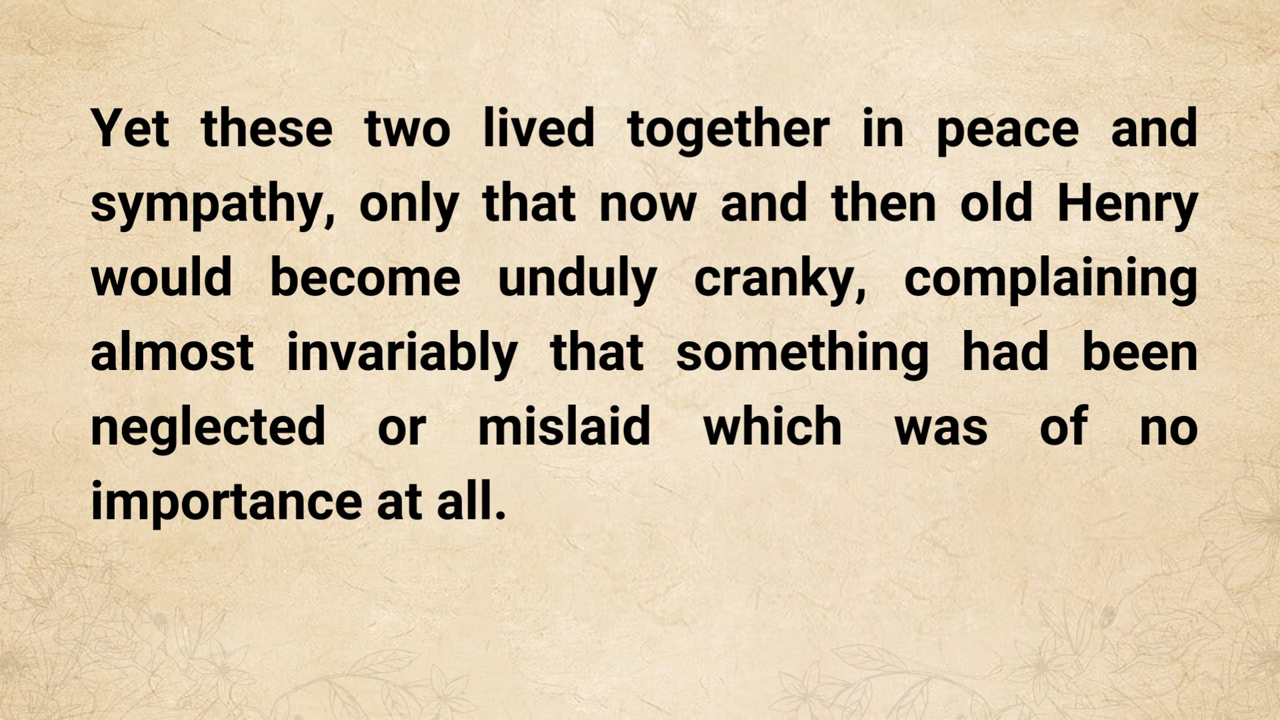 Yet these two lived together in peace and
sympathy, only that now and then old Henry
would become unduly cranky, complaining
almost invariably that something had been
neglected or mislaid which was of no
importance at all.